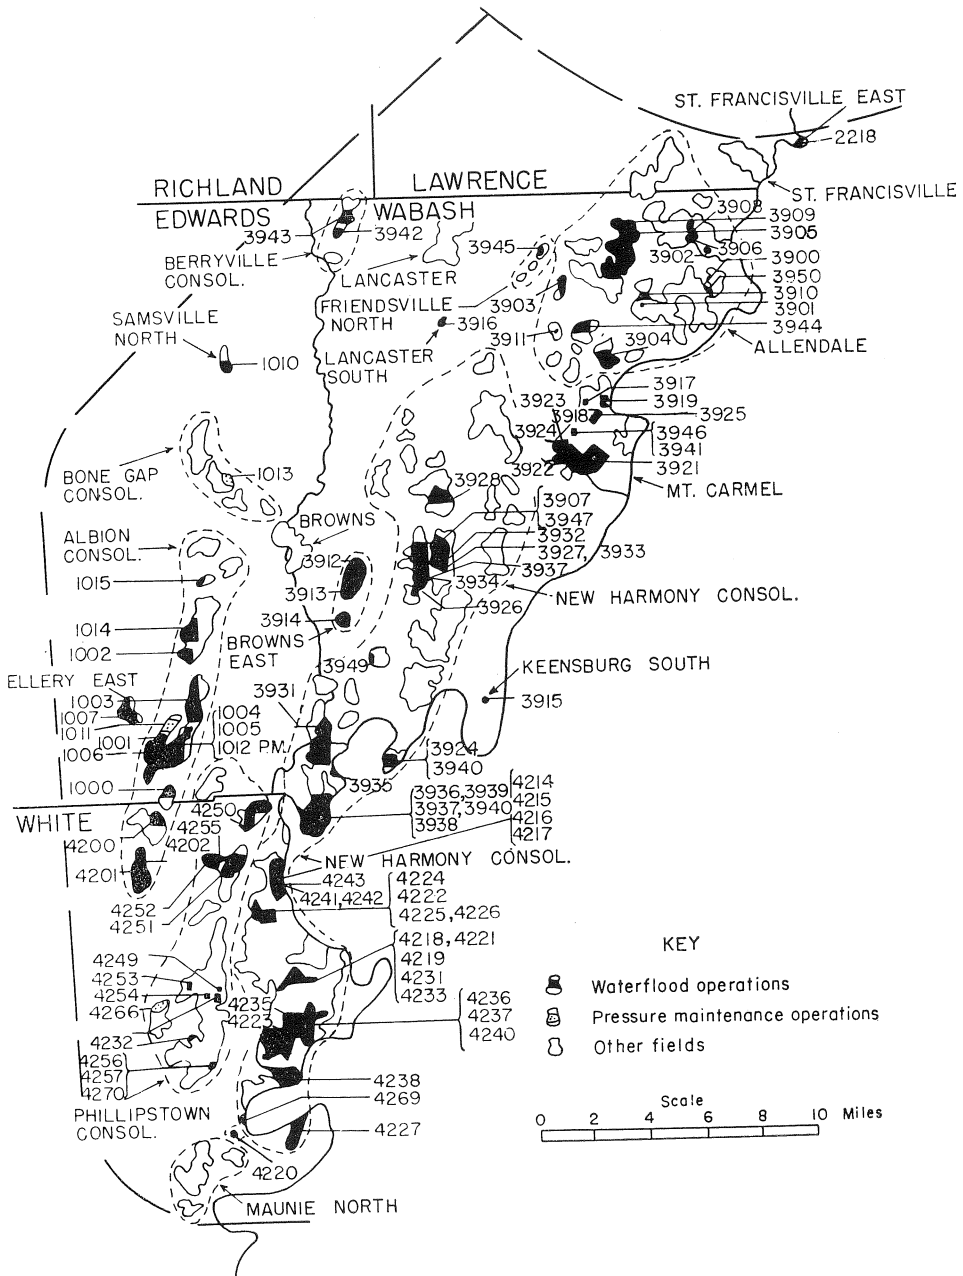 ST. FRANCISVILLE EAST
2218
RICHLAND
LAWRENCE
ST. FRANCISVILLE
EDWARDS
WABASH
3908
3909
3905
3943
3942
3945
3902
3906
3900
BERRYVILLE
CONSOL.
LANCASTER
3950
3910
3901
FRIENDSVILLE
NORTH
3903
3944
SAMSVILLE
NORTH
3916
3911
3904
ALLENDALE
1010
LANCASTER
SOUTH
3917
3923
3919
3918
3925
3924
3946
3941
3922
3921
BONE GAP
CONSOL.
1013
3928
MT. CARMEL
3907
3947
BROWNS
3932
ALBION
CONSOL.
3912
3927, 3933
3937
1015
3934
3913
3926
NEW HARMONY CONSOL.
3914
1014
BROWNS
EAST
1002
3949
KEENSBURG SOUTH
ELLERY EAST
3931
3915
1003
1004
1007
1005
1011
1001
1012 P.M.
1006
3924
3940
1000
3935
3936,3939
3937,3940
3938
4214
4215
4216
4217
WHITE
4250
4255
4200
4202
NEW HARMONY CONSOL.
4201
4243
4241,4242
4224
4222
4225,4226
4252
4251
4218,4221
4219
4231
4233
KEY
4249
4253
4254
4266
Waterflood operations
4235
4223
4236
4237
4240
Pressure maintenance operations
4232
Other fields
4256
4257
4270
4238
4269
PHILLIPSTOWN
CONSOL.
Scale
0 2 4 6 8 10 Miles
4227
4220
MAUNIE NORTH